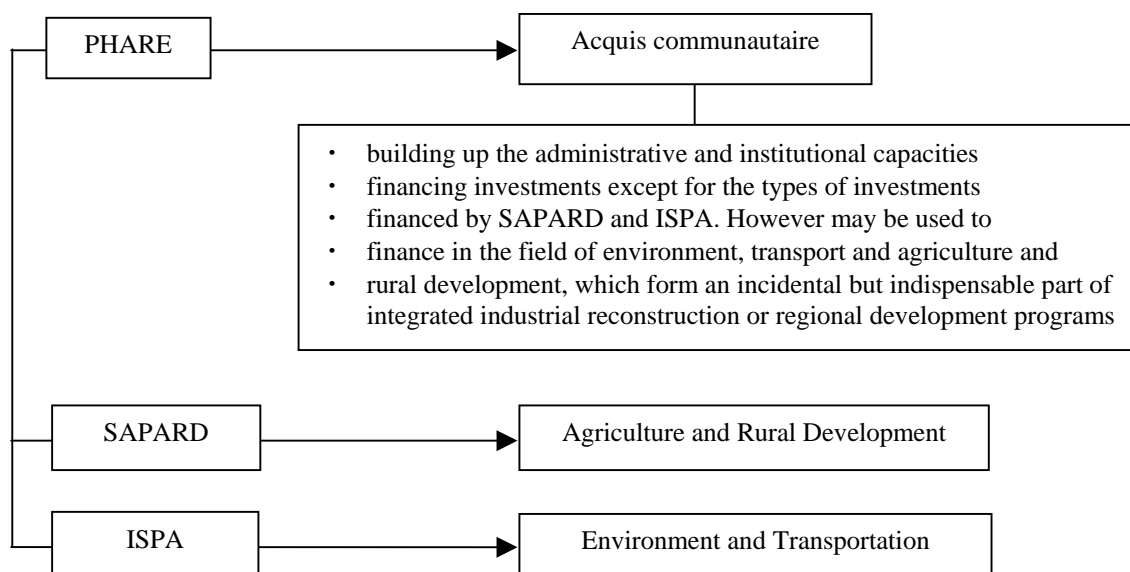 PHARE
Acquis communautaire
・ building up the administrative and institutional capacities
・ financing investments except for the types of investments
・ financed by SAPARD and ISPA. However may be used to
・ finance in the field of environment, transport and agriculture and
・ rural development, which form an incidental but indispensable part of
integrated industrial reconstruction or regional development programs
SAPARD
Agriculture and Rural Development
ISPA
Environment and Transportation